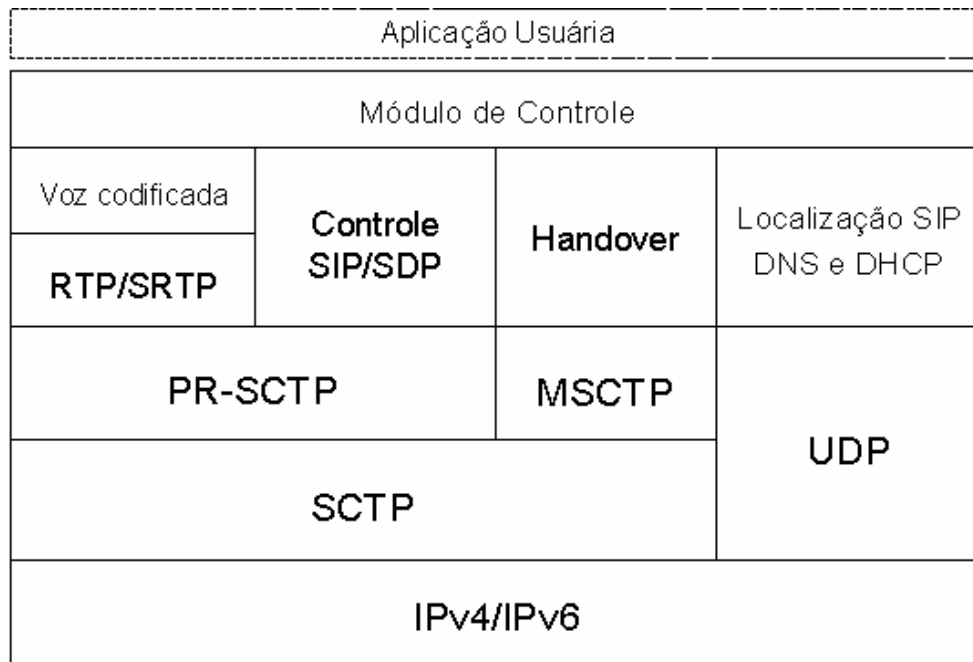 Aplicação Usuária
Módulo de Controle
Voz codificada
RTP/SRTP
Controle
SIP/SDP
Handover
Localização SIP
DNS e DHCP
PR-SCTP
MSCTP
UDP
SCTP
IPv4/IPv6